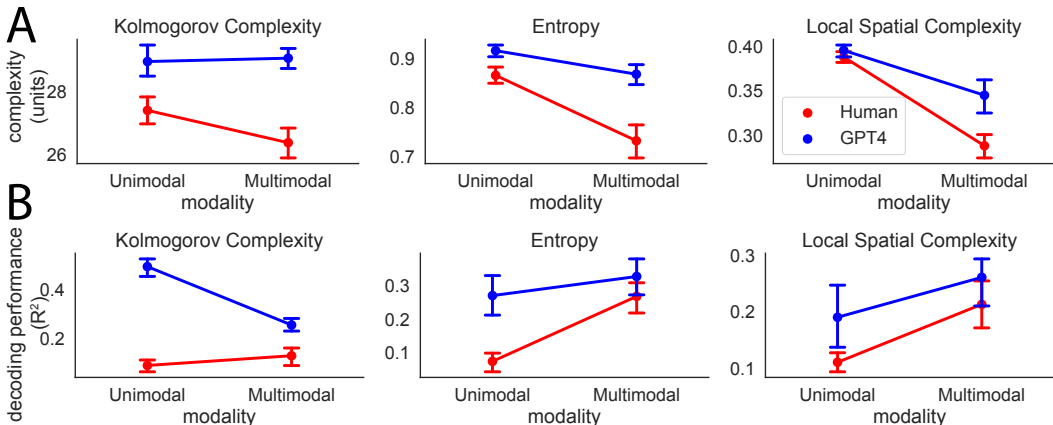 A
Kolmogorov Complexity
Entropy
Local Spatial Complexity
complexity
(units)
28
26
0.9
0.8
0.7
0.40
0.35
0.30
Human
GPT4
Unimodal
Multimodal
Unimodal
Multimodal
Unimodal
Multimodal
modality
modality
modality
B
Kolmogorov Complexity
Entropy
Local Spatial Complexity
decoding performance
(R²)
0.4
0.2
0.3
0.2
0.1
0.3
0.2
0.1
Unimodal
Multimodal
Unimodal
Multimodal
Unimodal
Multimodal
modality
modality
modality